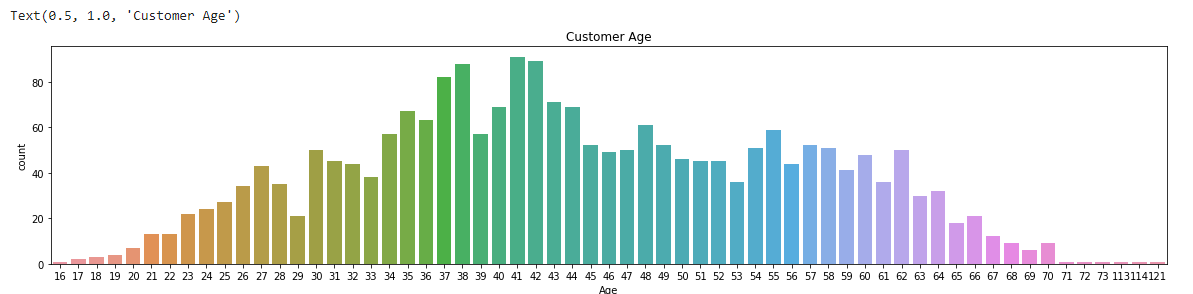 Text(0.5, 1.0, 'Customer Age')
Customer Age
80
60
40
20
0
count
16 17 18 19 20 21 22 23 24 25 26 27 28 29 30 31 32 33 34 35 36 37 38 39 40 41 42 43 44 45 46 47 48 49 50 51 52 53 54 55 56 57 58 59 60 61 62 63 64 65 66 67 68 69 70 71 72 73 113 114 121
Age